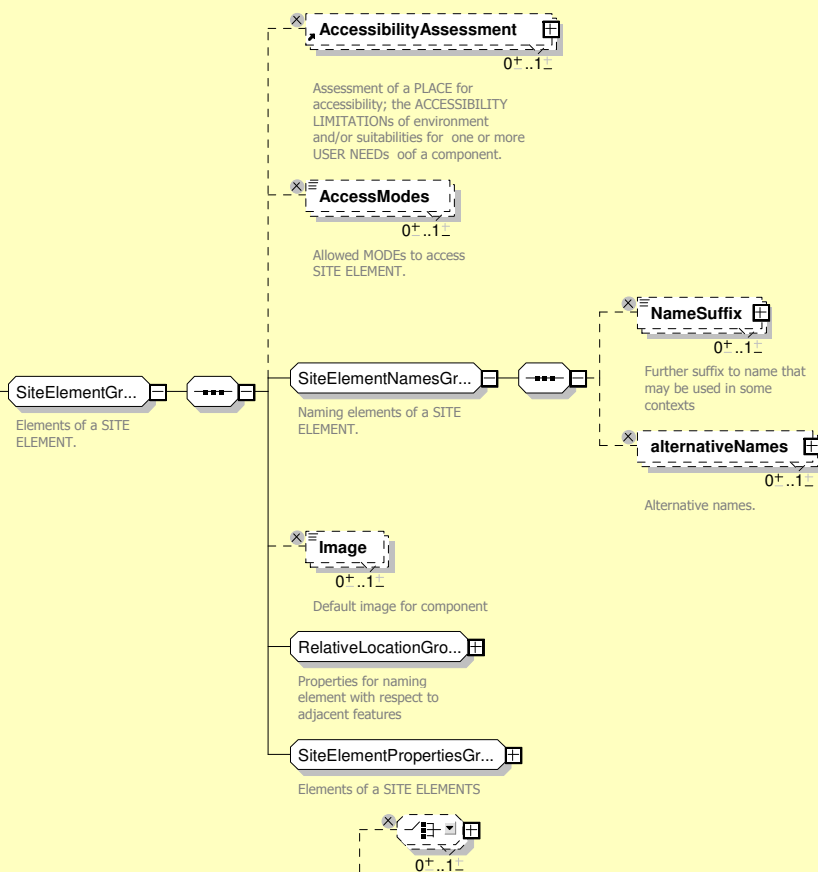 AccessibilityAssessment
0..1
Assessment of a PLACE for
accessibility; the ACCESSIBILITY
LIMITATIONs of environment
and/or suitabilities for  one or more
USER NEEDs  oof a component.
AccessModes
0..1
Allowed MODEs to access
SITE ELEMENT.
NameSuffix
0..1
Further suffix to name that
may be used in some
contexts
SiteElementNamesGr...
Naming elements of a SITE
ELEMENT.
SiteElementGr...
Elements of a SITE
ELEMENT.
alternativeNames
0..1
Alternative names.
Image
0..1
Default image for component
RelativeLocationGro...
Properties for naming
element with respect to
adjacent features
SiteElementPropertiesGr...
Elements of a SITE ELEMENTS
0..1